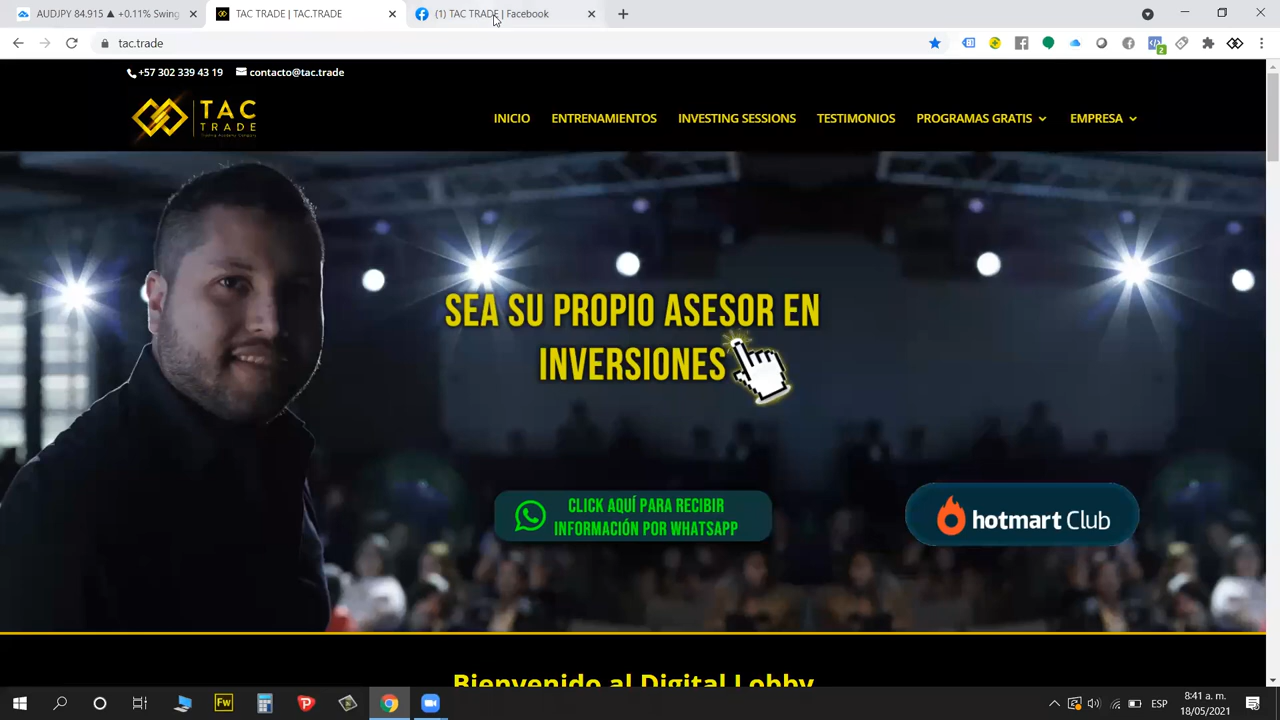 AUDJPY 84.915 ▲ +0.11% Swing
TAC TRADE | TAC.TRADE
(1) TAC TRADE | Facebook
tac.trade
2
+57 302 339 43 19
contacto@tac.trade
TAC
TRADE
INICIO
ENTRENAMIENTOS
INVESTING SESSIONS
TESTIMONIOS
PROGRAMAS GRATIS
EMPRESA
SEA SU PROPIO ASESOR EN
INVERSIONES
CLICK AQUÍ PARA RECIBIR
INFORMACIÓN POR WHATSAPP
hotmart Club
Bienvenido al Digital Lobby
Fw
ESP
8:41 a. m.
18/05/2021